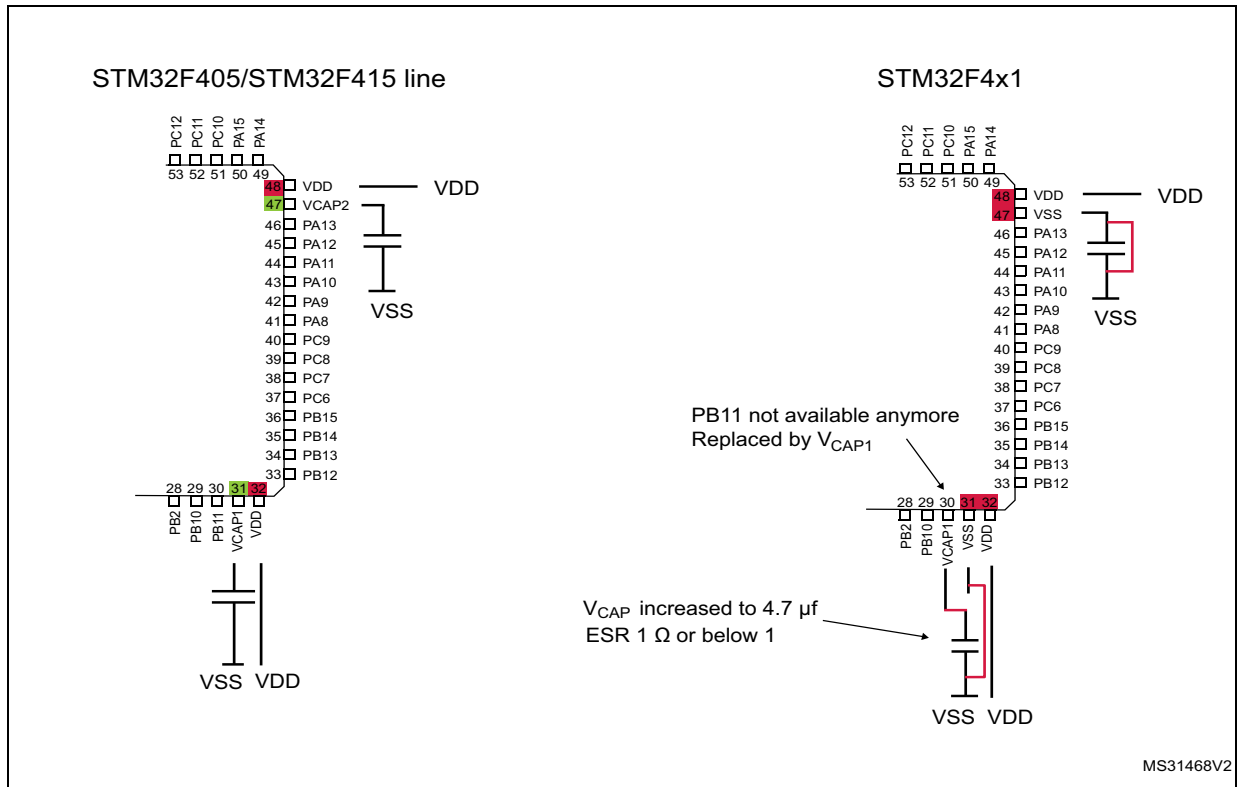 STM32F405/STM32F415 line
PC12 PC11 PC10 PA15 PA14
53 52 51 50 49
48 VDD VDD
47 VCAP2
46 PA13
45 PA12
44 PA11
43 PA10
42 PA9
41 PA8
40 PC9
39 PC8
38 PC7
37 PC6
36 PB15
35 PB14
34 PB13
33 PB12
VSS
28 29 30 31 32
PB2 PB10 PB11 VCAP1 VDD
VSS VDD
STM32F4x1
PC12 PC11 PC10 PA15 PA14
53 52 51 50 49
48 VDD VDD
47 VSS
46 PA13
45 PA12
44 PA11
43 PA10
42 PA9
41 PA8
40 PC9
39 PC8
38 PC7
37 PC6
36 PB15
35 PB14
34 PB13
33 PB12
VSS
PB11 not available anymore
Replaced by VCAP1
28 29 30 31 32
PB2 PB10 VCAP1 VSS VDD
VCAP increased to 4.7 µf
ESR 1 Ω or below 1
VSS VDD
MS31468V2